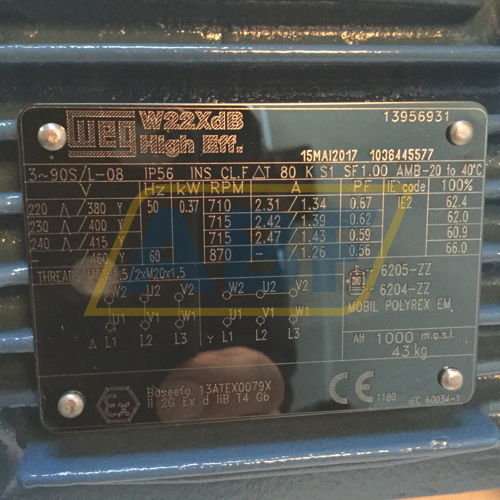 WEG W22XdB
High Eff.
13956931
15MAI2017 1036445577
3~90S/L-08 IP56 INS CL.F ΔT 80 K S1 SF1.00 AMB-20 to 40°C
V Hz kW RPM A PF IE code 100%
220 Δ/380 Y 50 0.37 710 2.31/1.34 0.67 IE2 62.4
230 Δ/400 Y 715 2.42/1.39 0.62 62.0
240 Δ/415 Y 715 2.47/1.43 0.59 60.9
- /460 Y 60 870 - /1.26 0.56 66.0
THREADS 1,5/2xM20x1,5
6205-ZZ
6204-ZZ
MOBIL POLYREX EM
W2 U2 V2 W2 U2 V2
U1 V1 W1 U1 V1 W1
Δ L1 L2 L3 Y L1 L2 L3
Alt 1000 m.a.s.l.
43 kg
Ex Baseefa 13ATEX0079X
II 2G Ex d IIB T4 Gb
CE 1180 IEC 60034-1